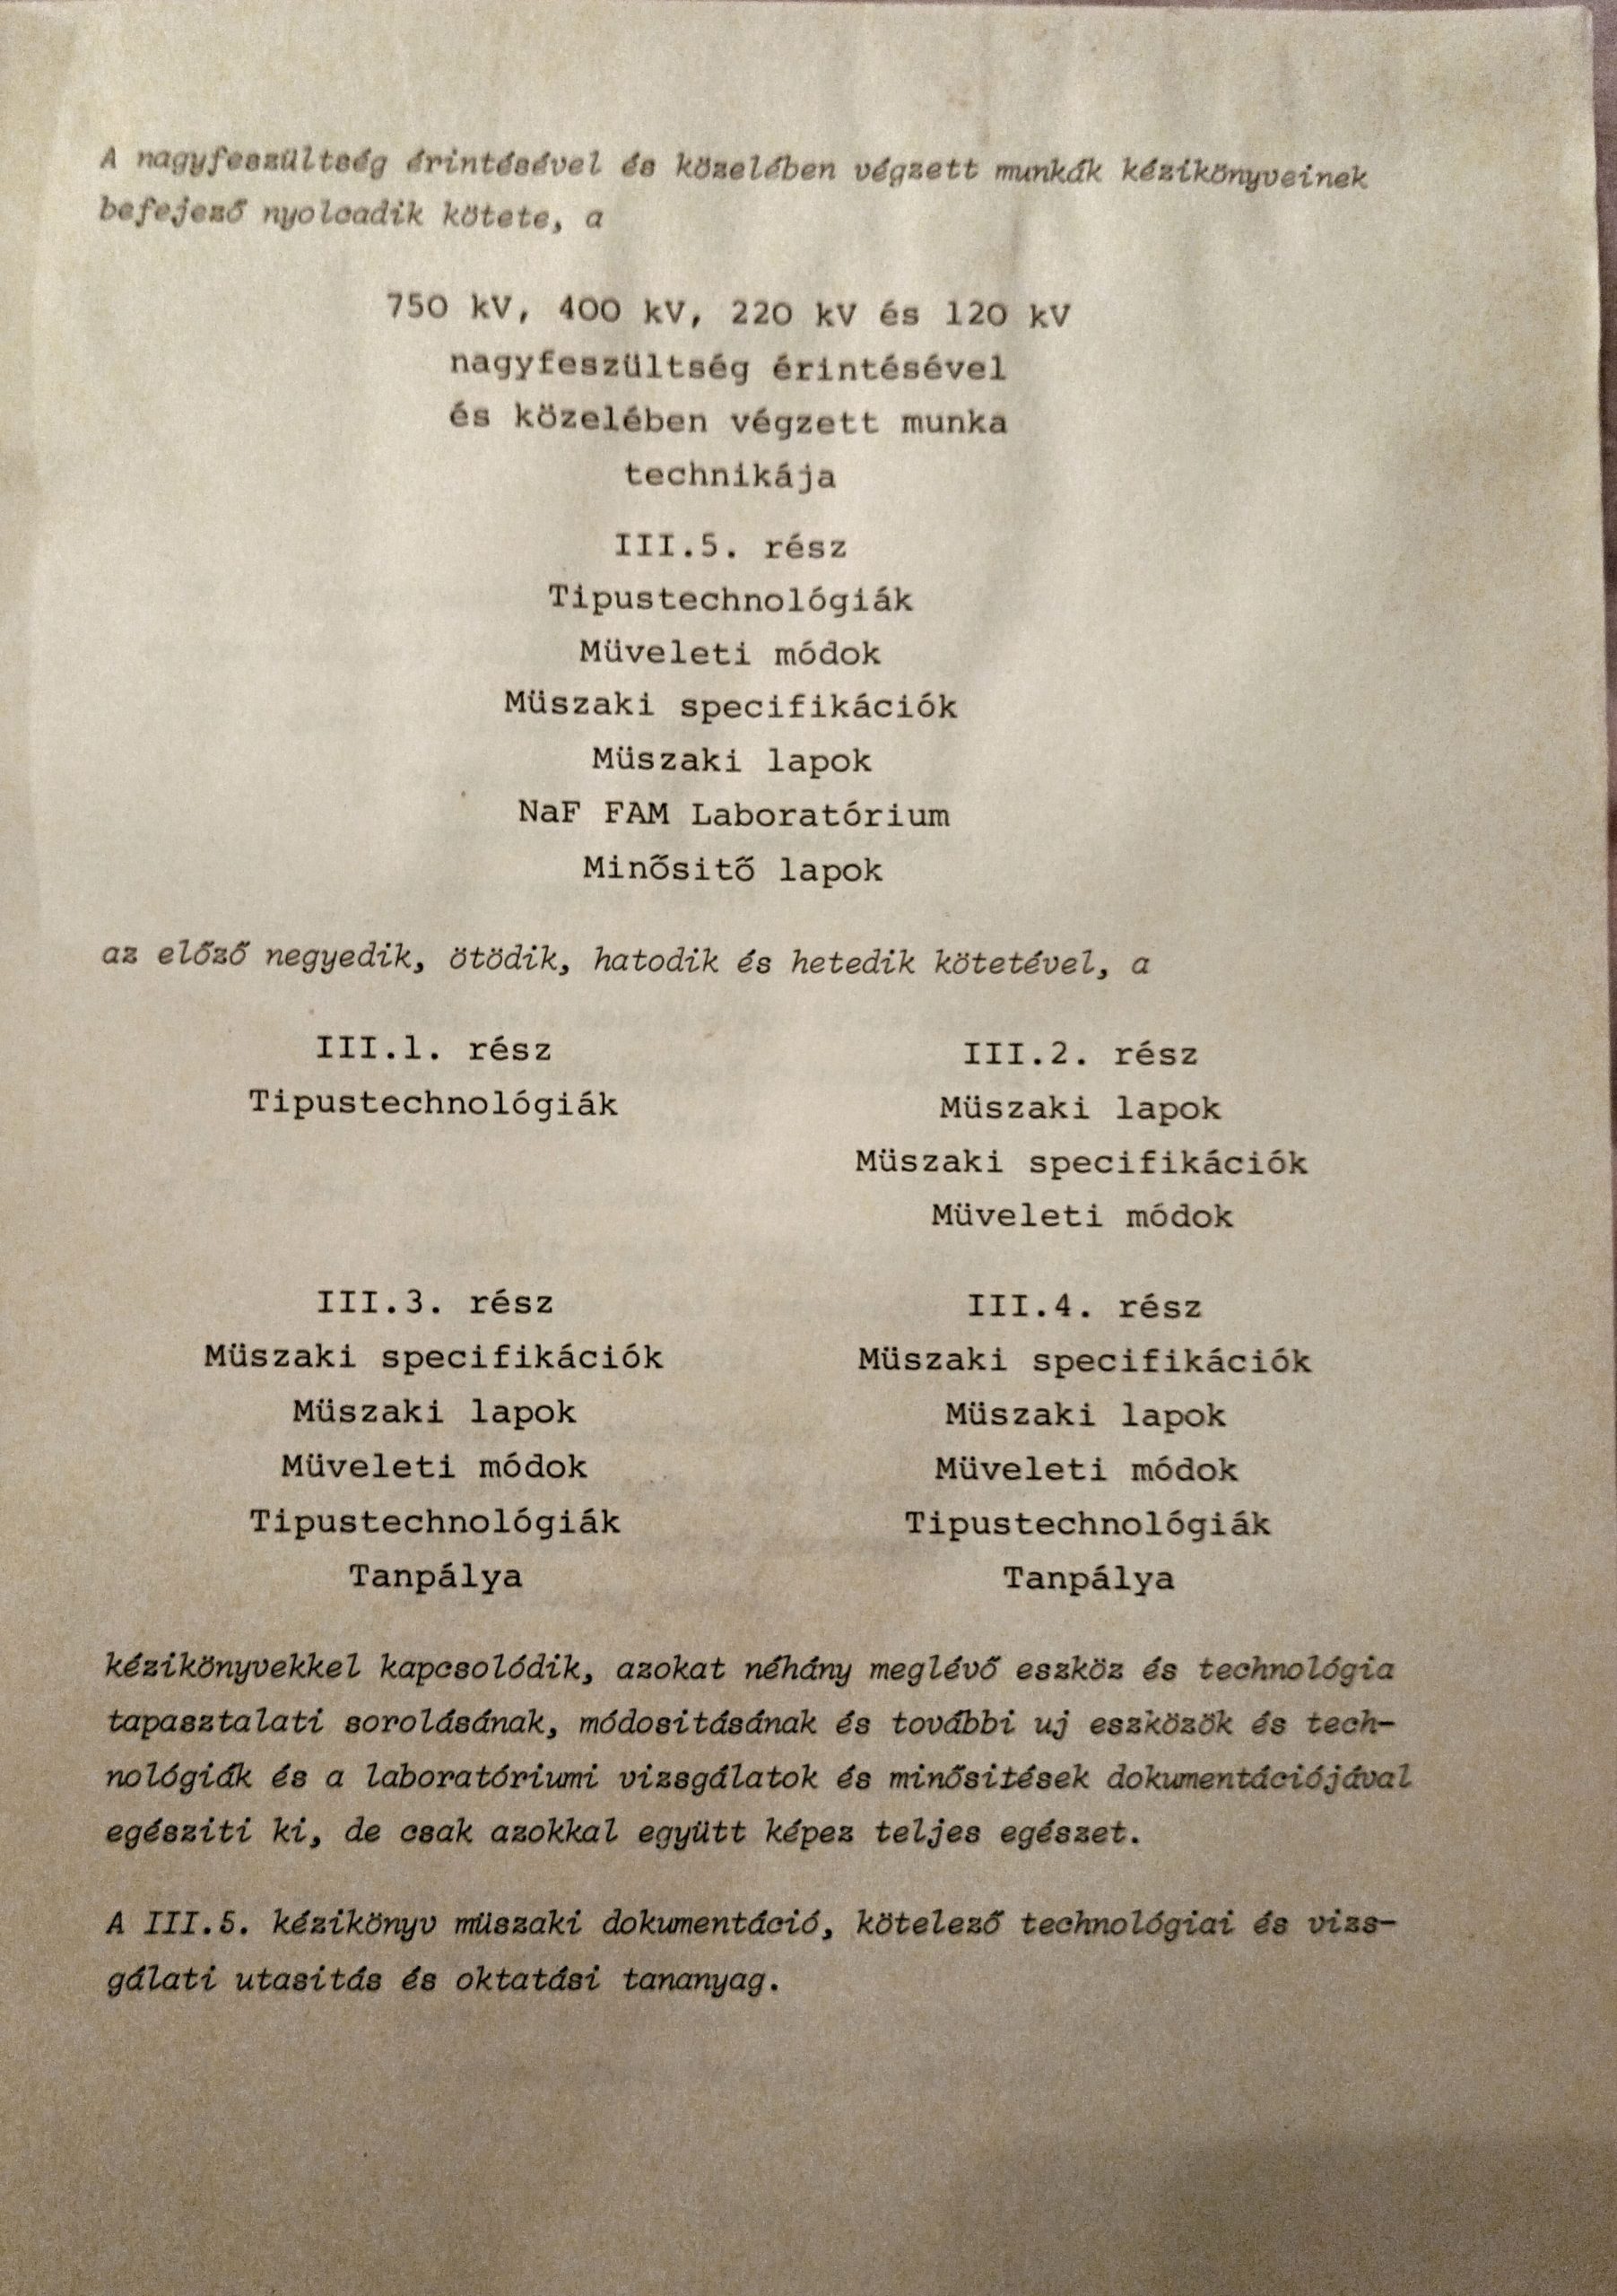 A nagyfeszültség érintésével és közelében végzett munkák kézikönyveinek
befejező nyolcadik kötete, a
750 kV, 400 kV, 220 kV és 120 kV
nagyfeszültség érintésével
és közelében végzett munka
technikája
III.5. rész
Tipustechnológiák
Müveleti módok
Müszaki specifikációk
Müszaki lapok
NaF FAM Laboratórium
Minősitő lapok
az előző negyedik, ötödik, hatodik és hetedik kötetével, a
III.1. rész
Tipustechnológiák
III.2. rész
Müszaki lapok
Müszaki specifikációk
Müveleti módok
III.3. rész
Müszaki specifikációk
Müszaki lapok
Müveleti módok
Tipustechnológiák
Tanpálya
III.4. rész
Müszaki specifikációk
Müszaki lapok
Müveleti módok
Tipustechnológiák
Tanpálya
kézikönyvekkel kapcsolódik, azokat néhány meglévő eszköz és technológia
tapasztalati sorolásának, módositásának és további uj eszközök és tech-
nológiák és a laboratóriumi vizsgálatok és minősitések dokumentációjával
egésziti ki, de csak azokkal együtt képez teljes egészet.
A III.5. kézikönyv müszaki dokumentáció, kötelező technológiai és vizs-
gálati utasitás és oktatási tananyag.